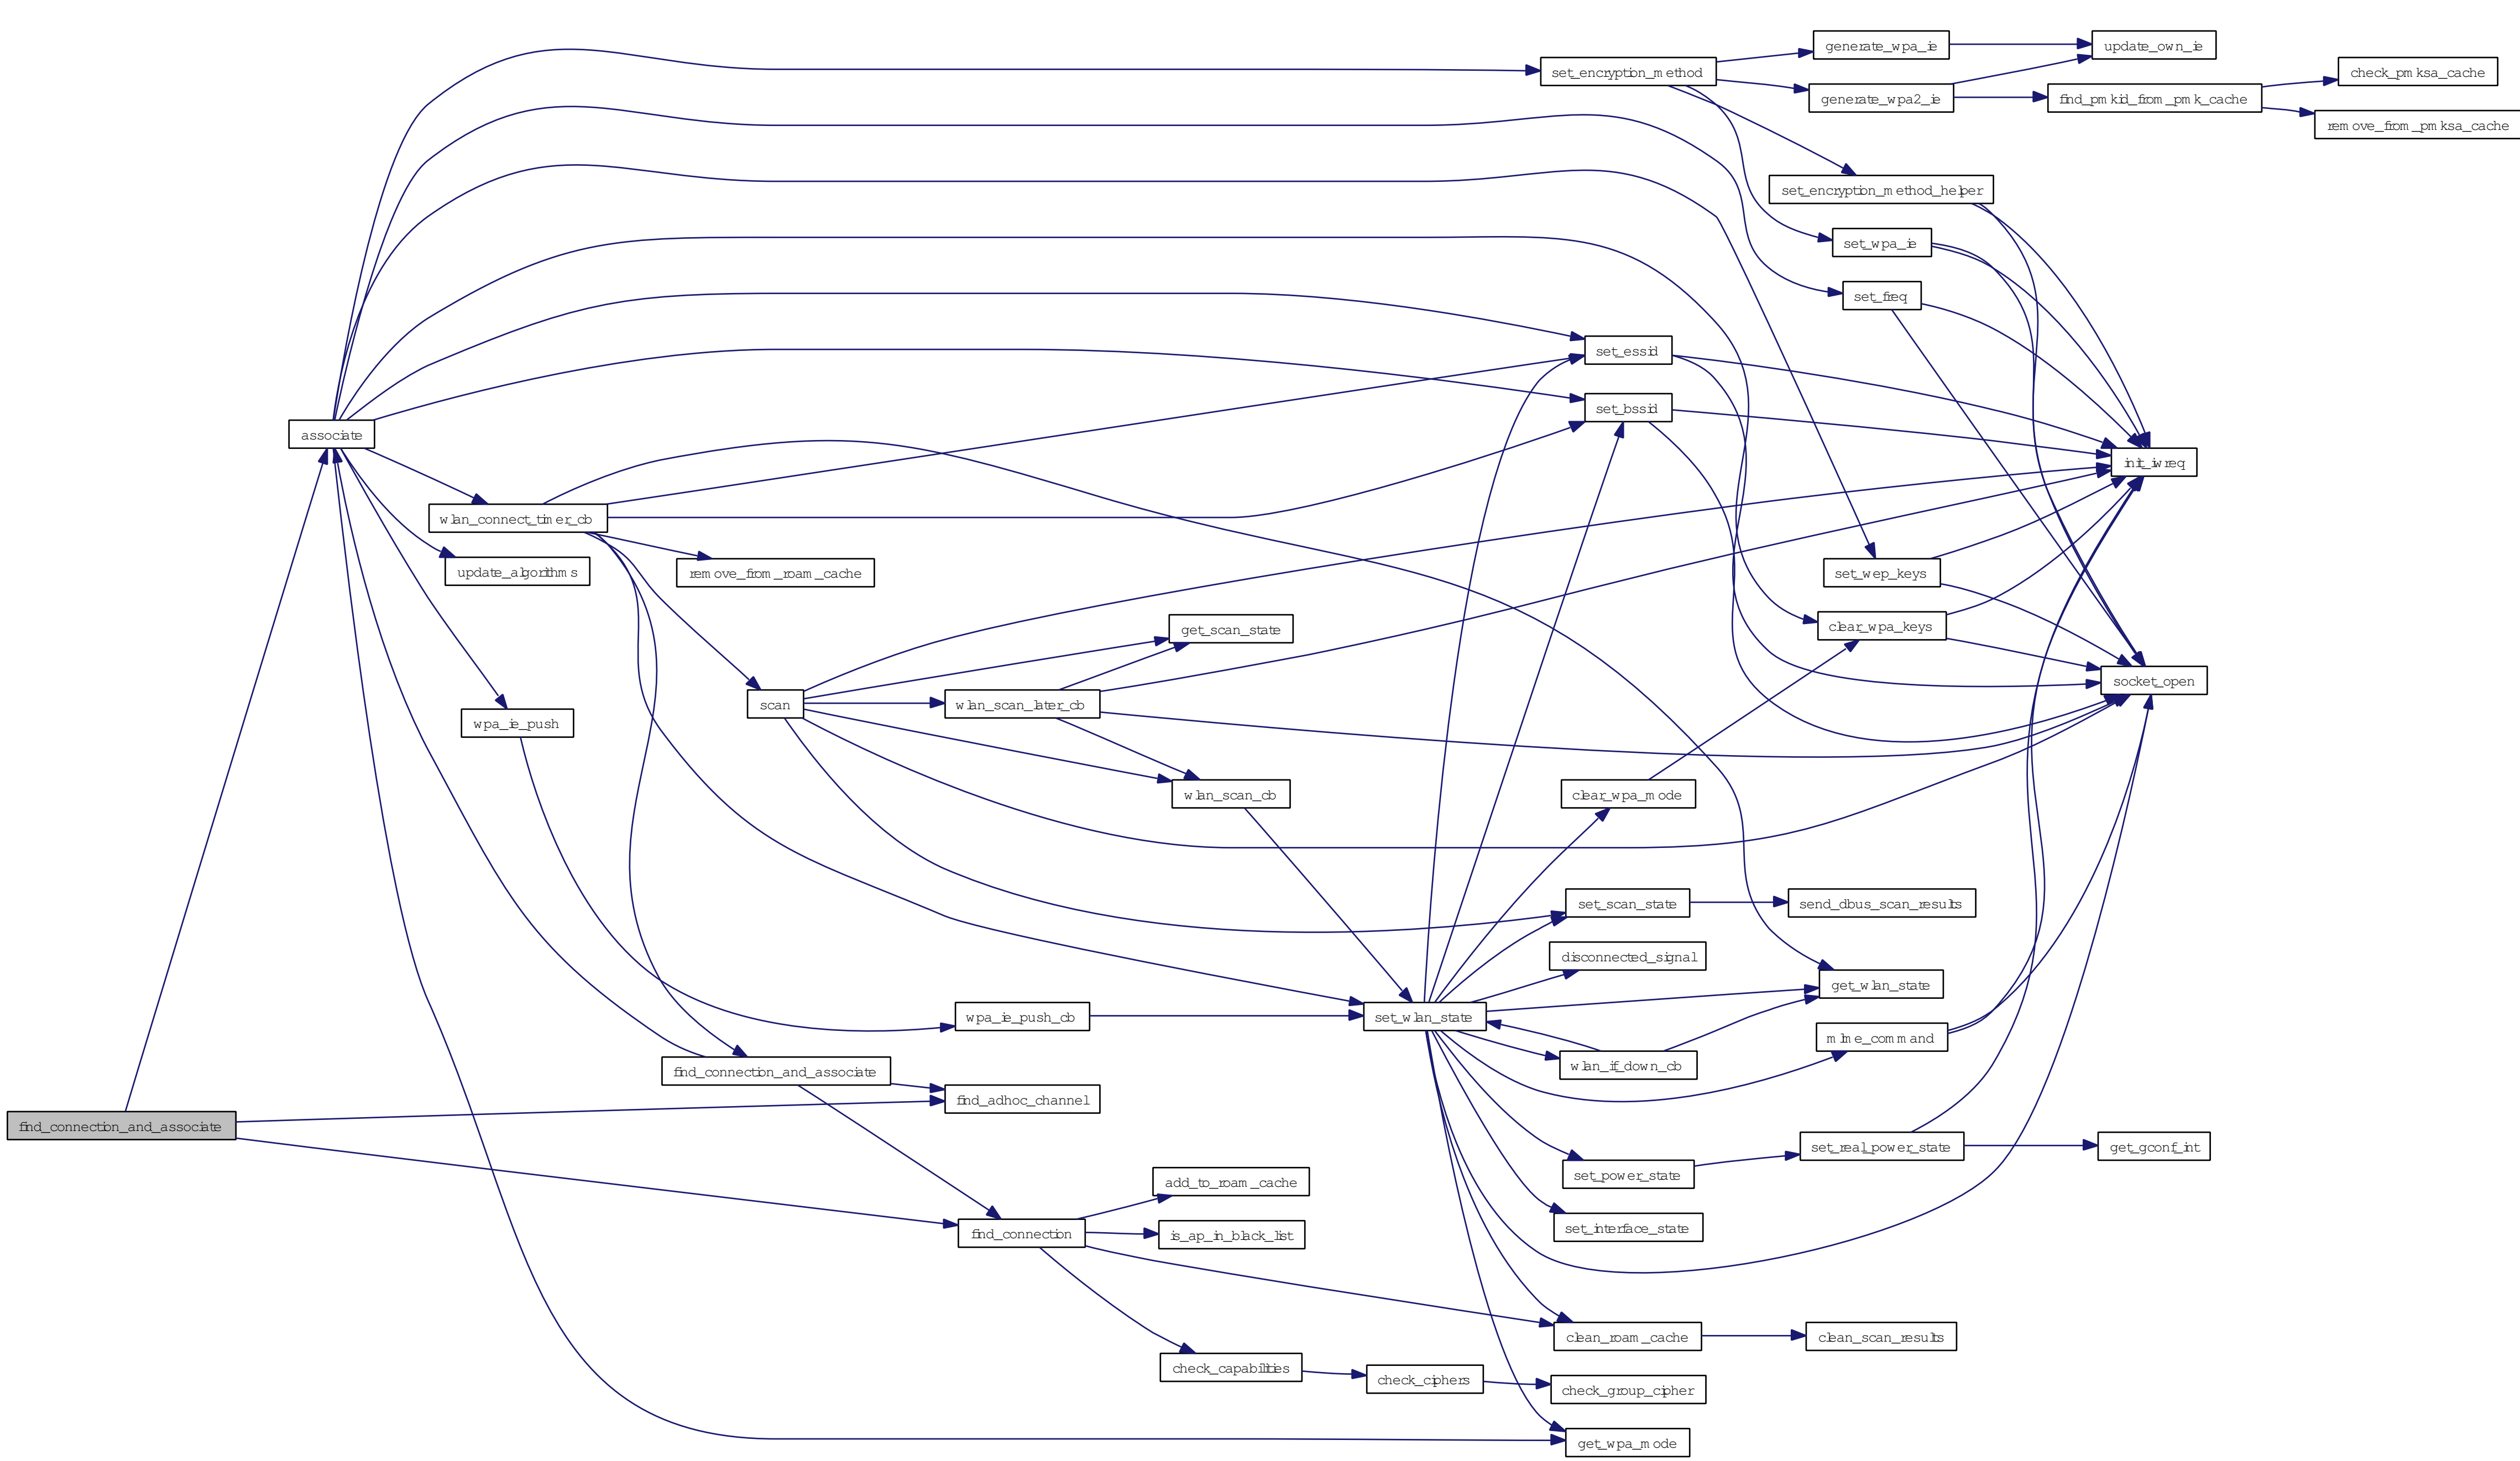 generate_wpa_ie
update_own_ie
set_encryption_method
check_pmksa_cache
generate_wpa2_ie
find_pmkid_from_pmk_cache
remove_from_pmksa_cache
set_encryption_method_helper
set_wpa_ie
set_freq
set_essid
set_bssid
associate
init_iwreq
wlan_connect_timer_cb
update_algorithms
remove_from_roam_cache
set_wep_keys
get_scan_state
clear_wpa_keys
socket_open
scan
wlan_scan_later_cb
wpa_ie_push
wlan_scan_cb
clear_wpa_mode
set_scan_state
send_dbus_scan_results
disconnected_signal
get_wlan_state
wpa_ie_push_cb
set_wlan_state
mlme_command
find_connection_and_associate
wlan_if_down_cb
find_adhoc_channel
find_connection_and_associate
set_real_power_state
get_gconf_int
set_power_state
add_to_roam_cache
set_interface_state
find_connection
is_ap_in_black_list
clean_roam_cache
clean_scan_results
check_capabilities
check_ciphers
check_group_cipher
get_wpa_mode